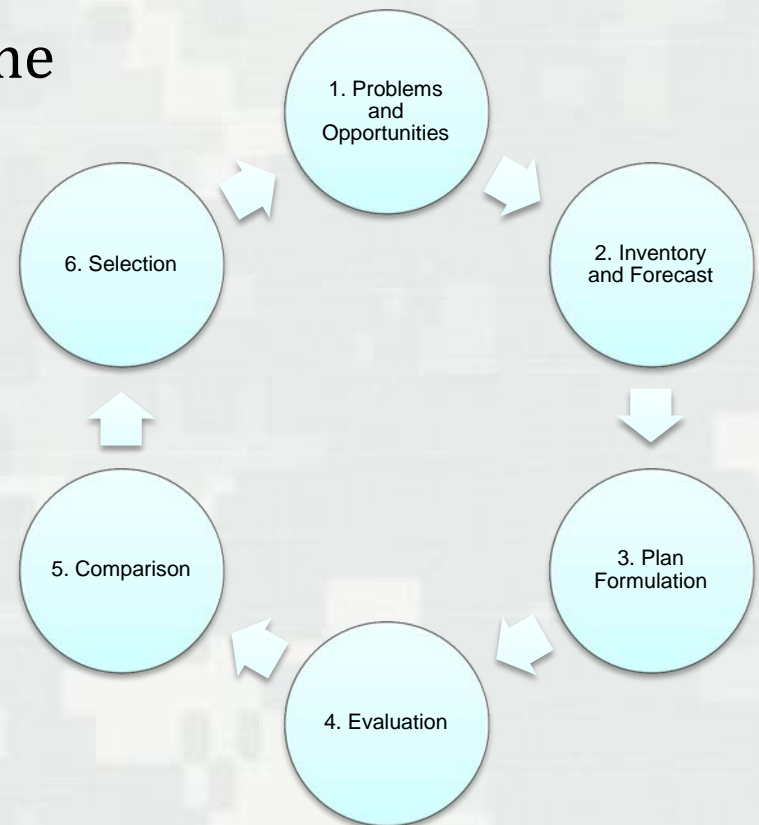 ne
1. Problems
and
Opportunities
2. Inventory
and Forecast
3. Plan
Formulation
4. Evaluation
5. Comparison
6. Selection